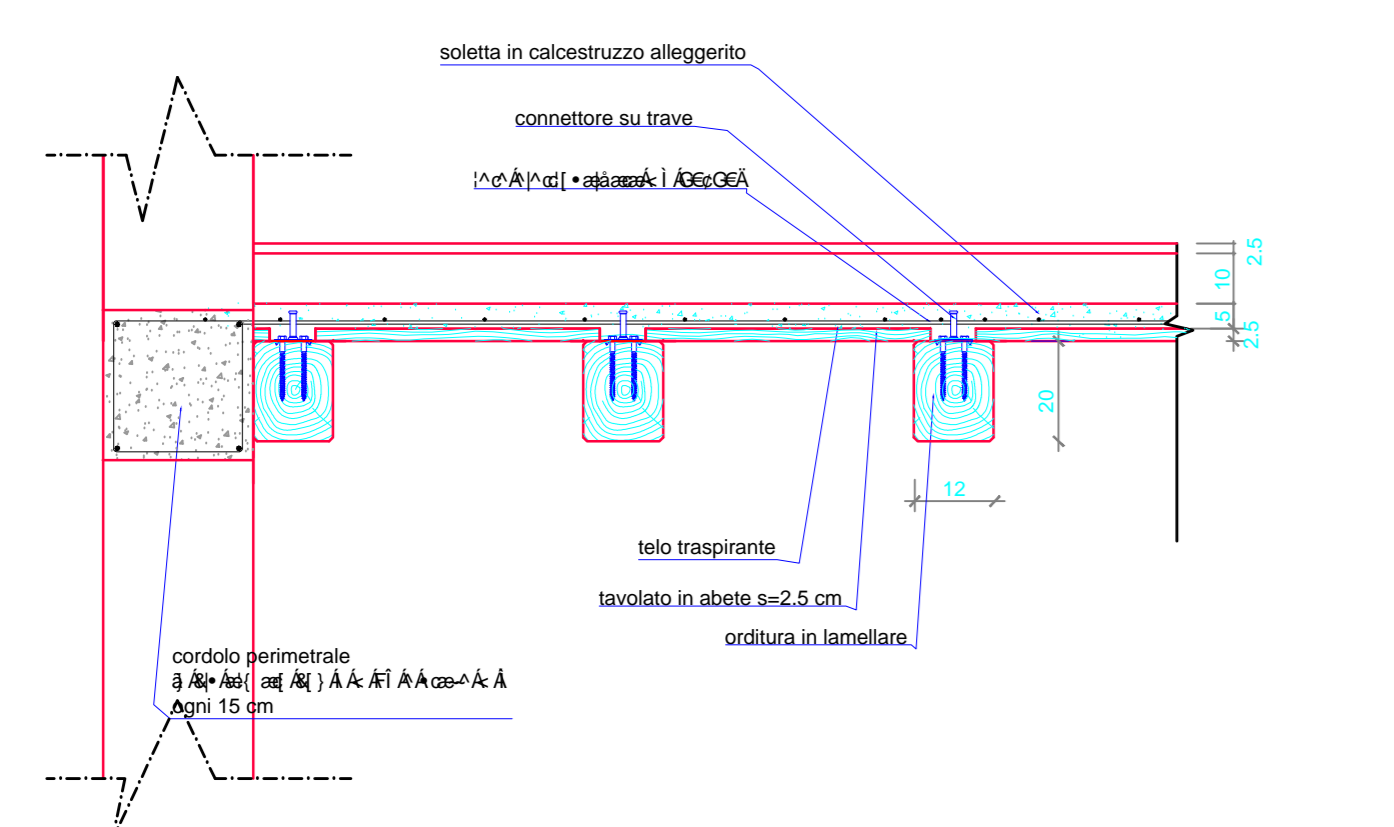 soletta in calcestruzzo alleggerito
connettore su trave
2.5
10
5
2.5
20
12
telo traspirante
tavolato in abete s=2.5 cm
orditura in lamellare
cordolo perimetrale
ogni 15 cm